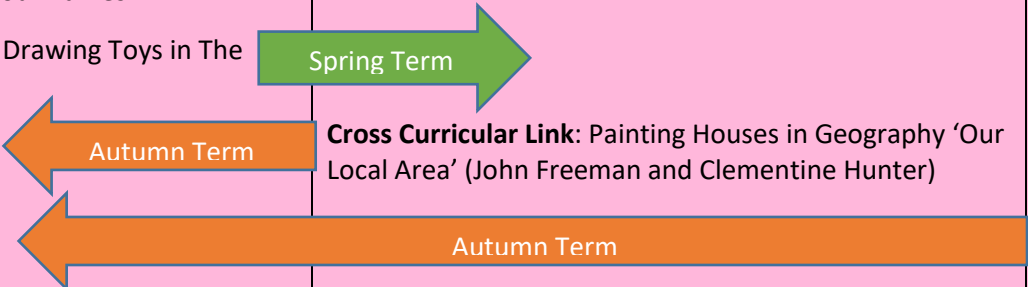 Drawing Toys in The
Spring Term
Autumn Term
Cross Curricular Link: Painting Houses in Geography ‘Our
Local Area’ (John Freeman and Clementine Hunter)
Autumn Term